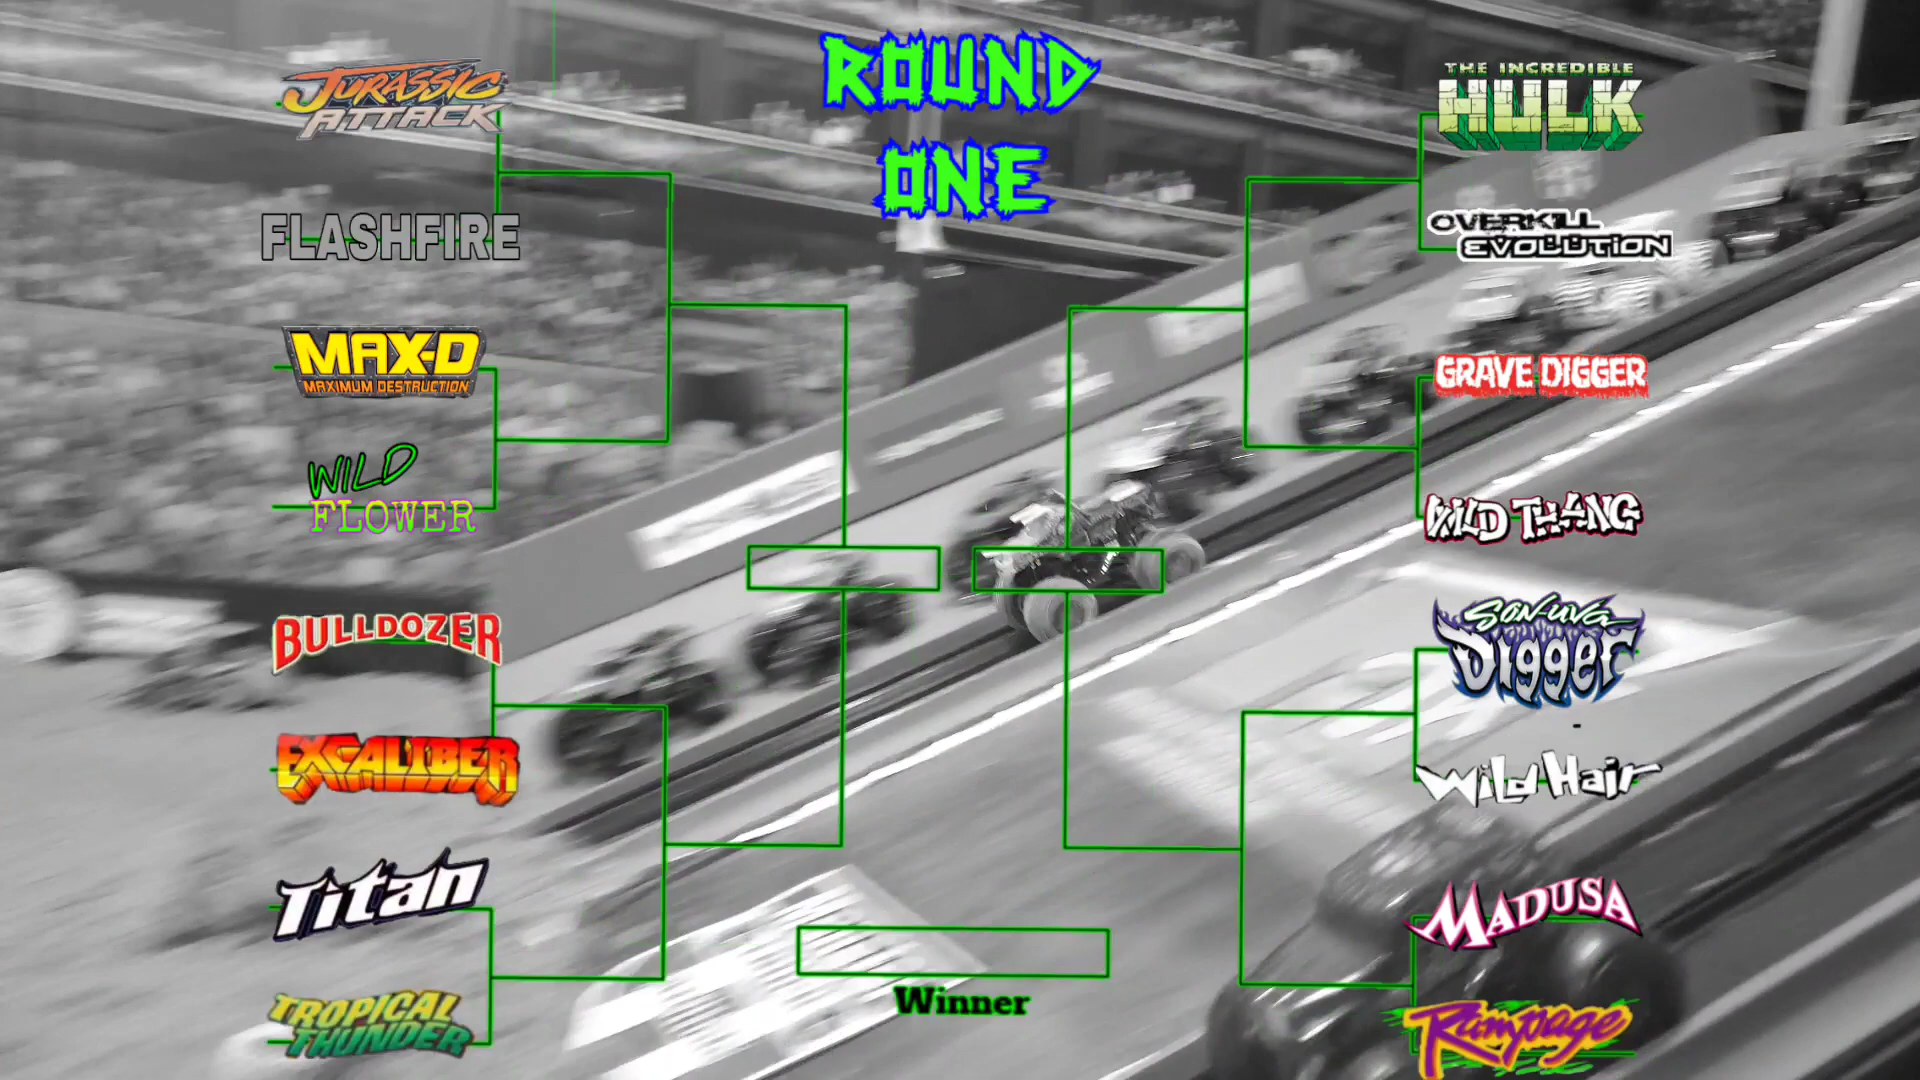 ROUND
ONE
JURASSIC
ATTACK
FLASHFIRE
MAX-D
MAXIMUM DESTRUCTION
WILD
FLOWER
BULLDOZER
EXCALIBER
Titan
TROPICAL
THUNDER
THE INCREDIBLE
HULK
OVERKILL
EVOLUTION
GRAVE DIGGER
WILD THANG
SON-UVA
Digger
-
Wild Hair
MADUSA
Rampage
Winner